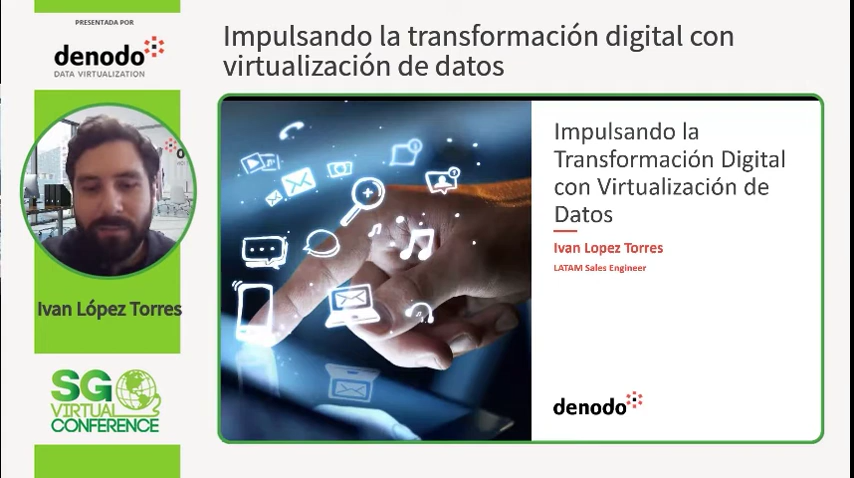 PRESENTADA POR
denodo
DATA VIRTUALIZATION
Ivan López Torres
SG
VIRTUAL
CONFERENCE
Impulsando la transformación digital con
virtualización de datos
Impulsando la
Transformación Digital
con Virtualización de
Datos
Ivan Lopez Torres
LATAM Sales Engineer
denodo